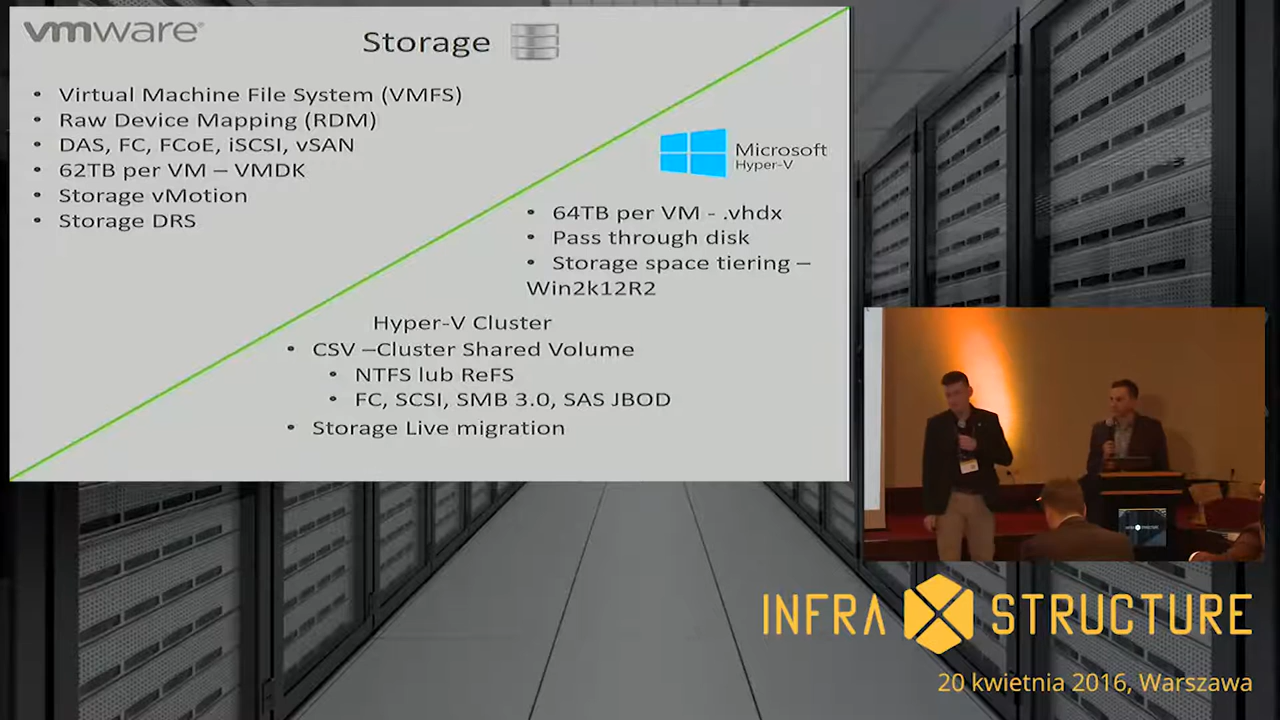 vmware®
Storage
• Virtual Machine File System (VMFS)
• Raw Device Mapping (RDM)
• DAS, FC, FCoE, iSCSI, vSAN
• 62TB per VM – VMDK
• Storage vMotion
• Storage DRS
Microsoft
Hyper-V
• 64TB per VM - .vhdx
• Pass through disk
• Storage space tiering –
Win2k12R2
Hyper-V Cluster
• CSV –Cluster Shared Volume
• NTFS lub ReFS
• FC, SCSI, SMB 3.0, SAS JBOD
• Storage Live migration
INFRA STRUCTURE
20 kwietnia 2016, Warszawa